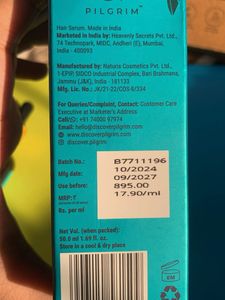 PILGRIM
Hair Serum. Made in India
Marketed in India by: Heavenly Secrets Pvt. Ltd.,
74 Technopark, MIDC, Andheri (E), Mumbai,
India - 400093
Manufactured by: Natuna Cosmetics Pvt. Ltd.,
1-EPIP, SIDCO Industrial Complex, Bari Brahmana,
Jammu (J&K), India - 181133
Mfg. Lic. No.: JK/21-22/COS-6/334
For Queries/Complaint, Contact: Customer Care
Executive at Marketer's Address
Call: +91 74000 97974
Email: hello@discoverpilgrim.com
www.discoverpilgrim.com
discover.pilgrim
Batch No.: B7711196
Mfg date: 10/2024
Use before: 09/2027
MRP: ₹ 895.00
Rs. per ml 17.90/ml
Net Vol. (when packed):
50.0 ml 1.69 fl. oz.
Store in a cool & dry place
EM